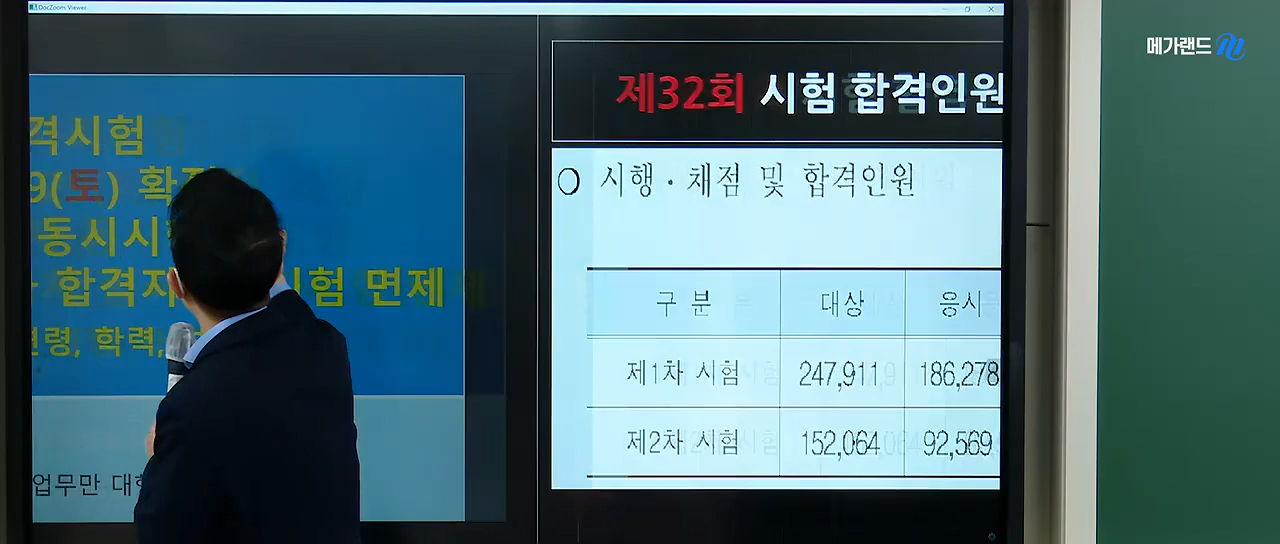 DocZoom Viewer
메가랜드
격시험
9(토) 확
동시시
합격자 시험 면제
연령, 학력,
업무만 대
제32회 시험 합격인원
○ 시행·채점 및 합격인원
구 분 대상 응시
제1차 시험 247,911 186,278
제2차 시험 152,064 92,569